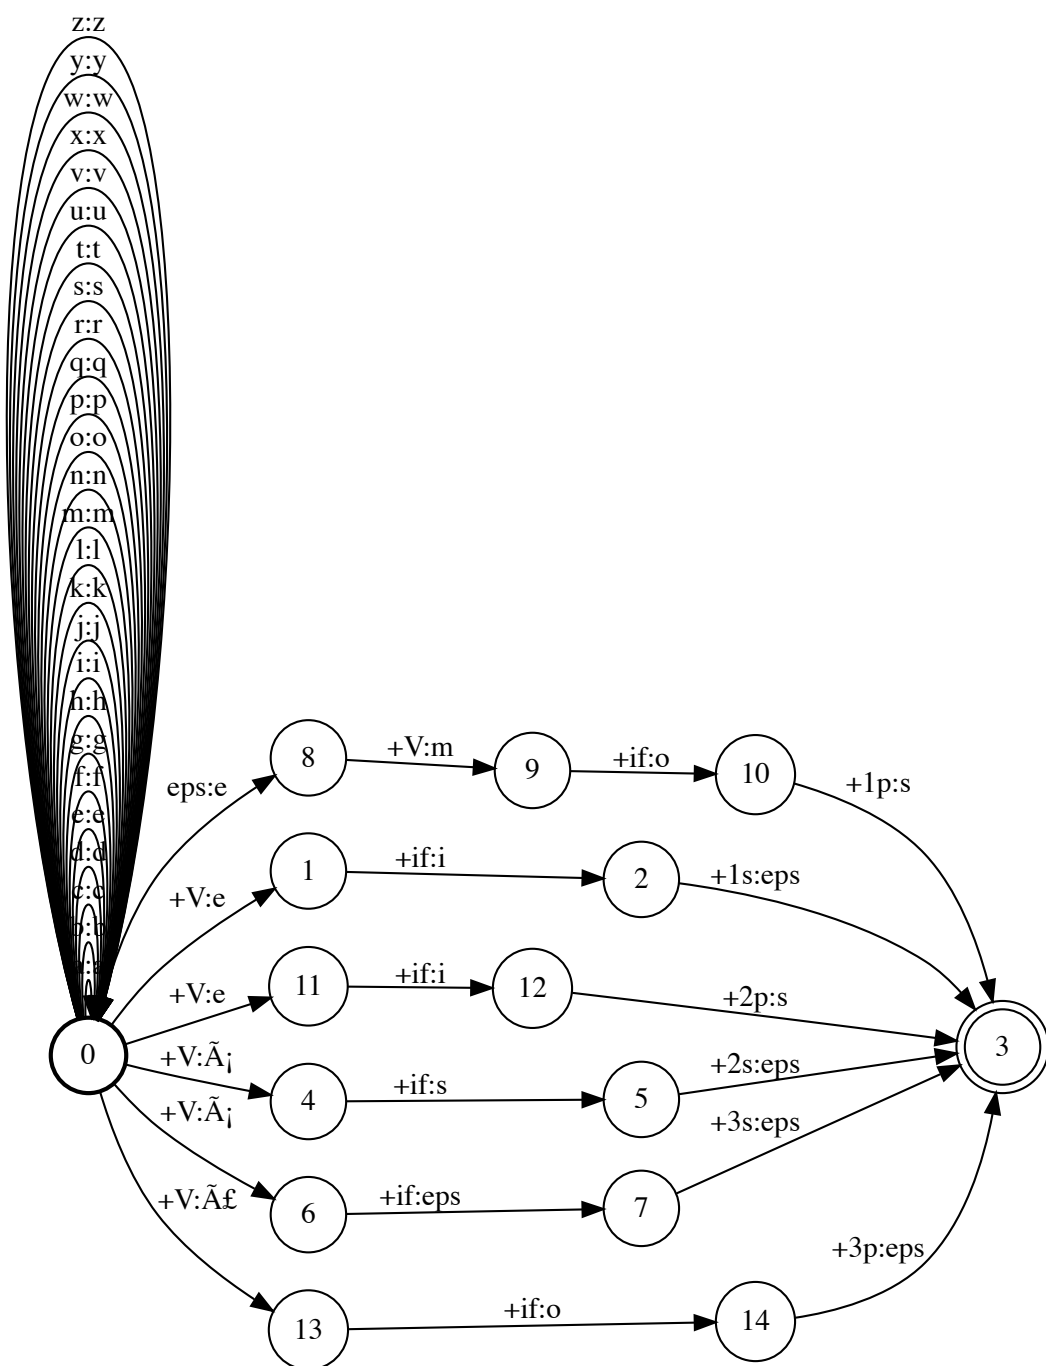 z:z
y:y
w:w
x:x
v:v
u:u
t:t
s:s
r:r
q:q
p:p
o:o
n:n
m:m
l:l
k:k
j:j
i:i
h:h
g:g
f:f
e:e
d:d
c:c
b:b
eps:e
8
+V:m
9
+if:o
10
+1p:s
+V:e
1
+if:i
2
+1s:eps
+V:e
11
+if:i
12
+2p:s
0
+V:Ã¡
4
+if:s
5
+2s:eps
3
+V:Ã¡
6
+if:eps
7
+3s:eps
+V:Ã£
13
+if:o
14
+3p:eps